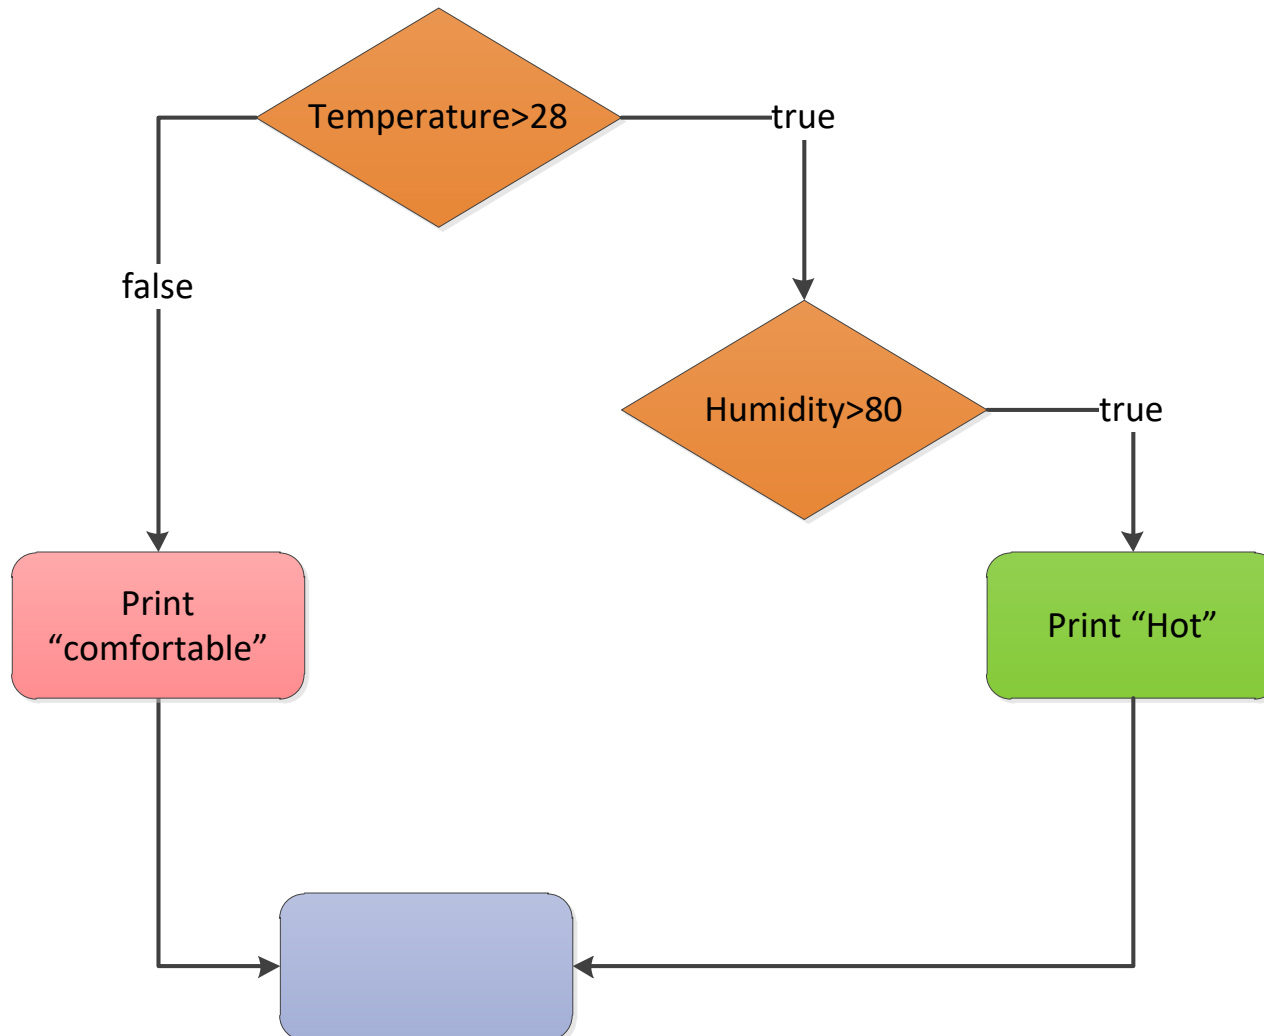 Temperature>28
true
false
Humidity>80
true
Print
“comfortable”
Print “Hot”